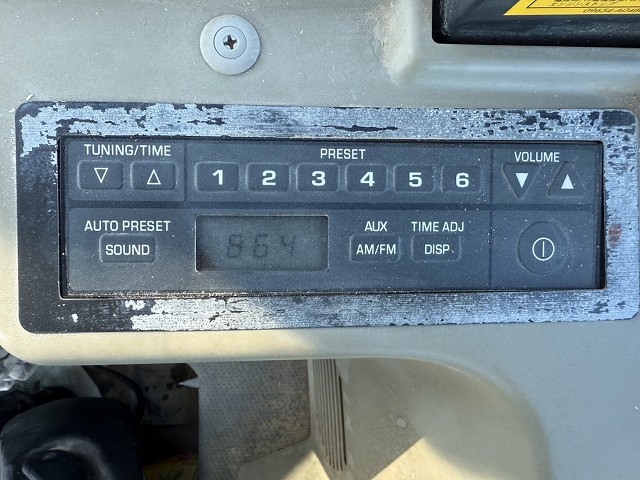 TUNING/TIME
PRESET
VOLUME
1 2 3 4 5 6
AUTO PRESET
AUX
TIME ADJ
SOUND
864
AM/FM
DISP